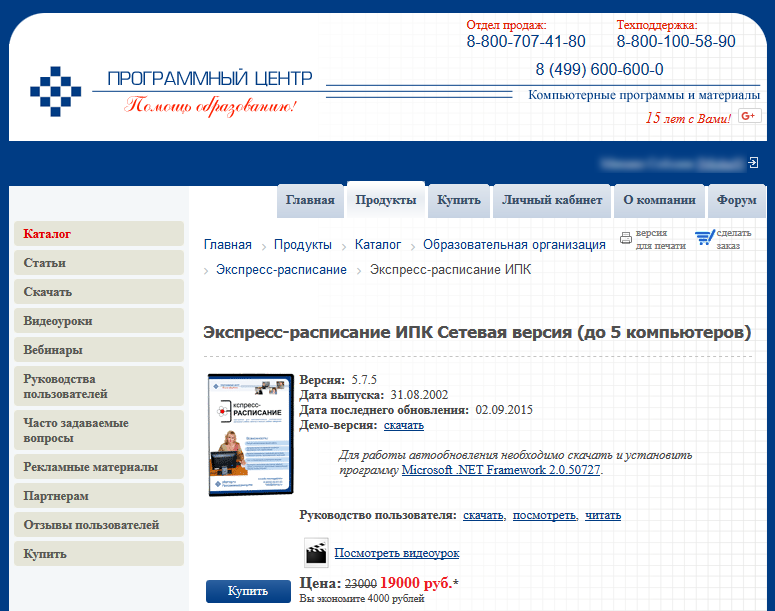 Отдел продаж:
8-800-707-41-80
Техподдержка:
8-800-100-58-90
8 (499) 600-600-0
ПРОГРАММНЫЙ ЦЕНТР
Помощь образованию!
Компьютерные программы и материалы
15 лет с Вами!
G+
Главная
Продукты
Купить
Личный кабинет
О компании
Форум
Каталог
Статьи
Скачать
Видеоуроки
Вебинары
Руководства
пользователей
Часто задаваемые
вопросы
Рекламные материалы
Партнерам
Отзывы пользователей
Купить
Главная › Продукты › Каталог › Образовательная организация
› Экспресс-расписание › Экспресс-расписание ИПК
версия
для печати
сделать
заказ
Экспресс-расписание ИПК Сетевая версия (до 5 компьютеров)
кспресс-
РАСПИСАНИЕ
Версия: 5.7.5
Дата выпуска: 31.08.2002
Дата последнего обновления: 02.09.2015
Демо-версия: скачать
Для работы автообновления необходимо скачать и установить
программу Microsoft .NET Framework 2.0.50727.
Руководство пользователя: скачать, посмотреть, читать
Посмотреть видеоурок
Купить
Цена: 23000 19000 руб.*
Вы экономите 4000 рублей